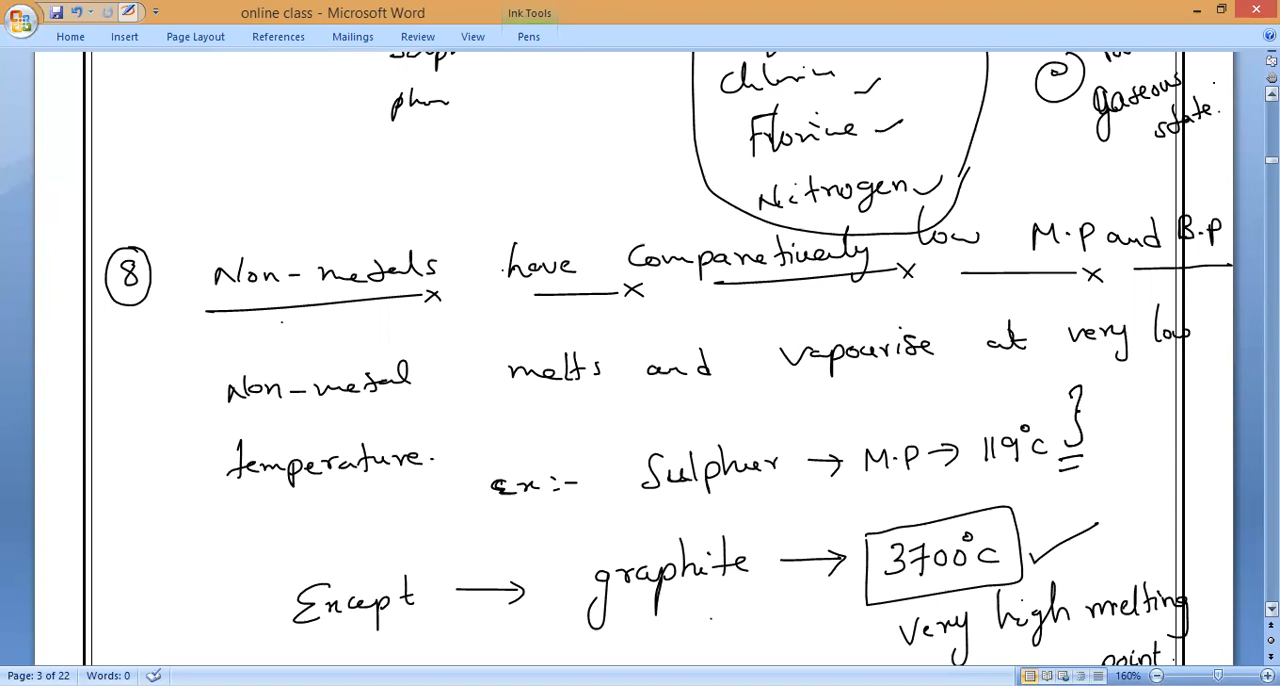 online class - Microsoft Word
Ink Tools
Home Insert Page Layout References Mailings Review View Pens
Chlorine
phos
gaseous
state.
Florine
Nitrogen
8 Non-metals have Comparetively low M.P and B.P
Non-metal melts and vapourise at very low
temperature.
ex :- Sulphur → M.P → 119°C
Except → graphite → 3700°C
very high melting
point.
Page: 3 of 22 Words: 0 160%